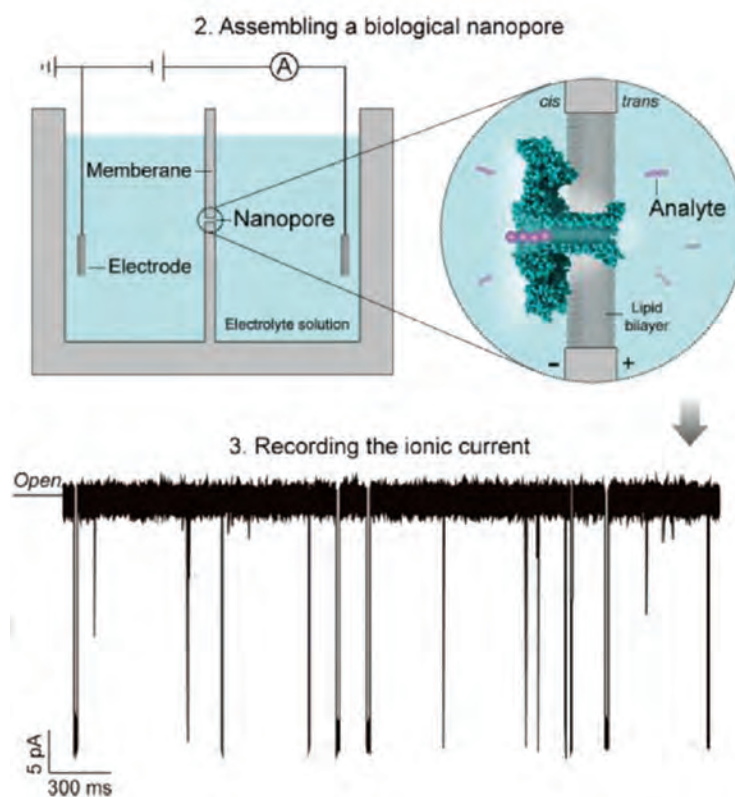 2. Assembling a biological nanopore
A
cis
trans
Memberane
Nanopore
Analyte
Electrode
Electrolyte solution
Lipid
bilayer
-
+
3. Recording the ionic current
Open
5 pA
300 ms